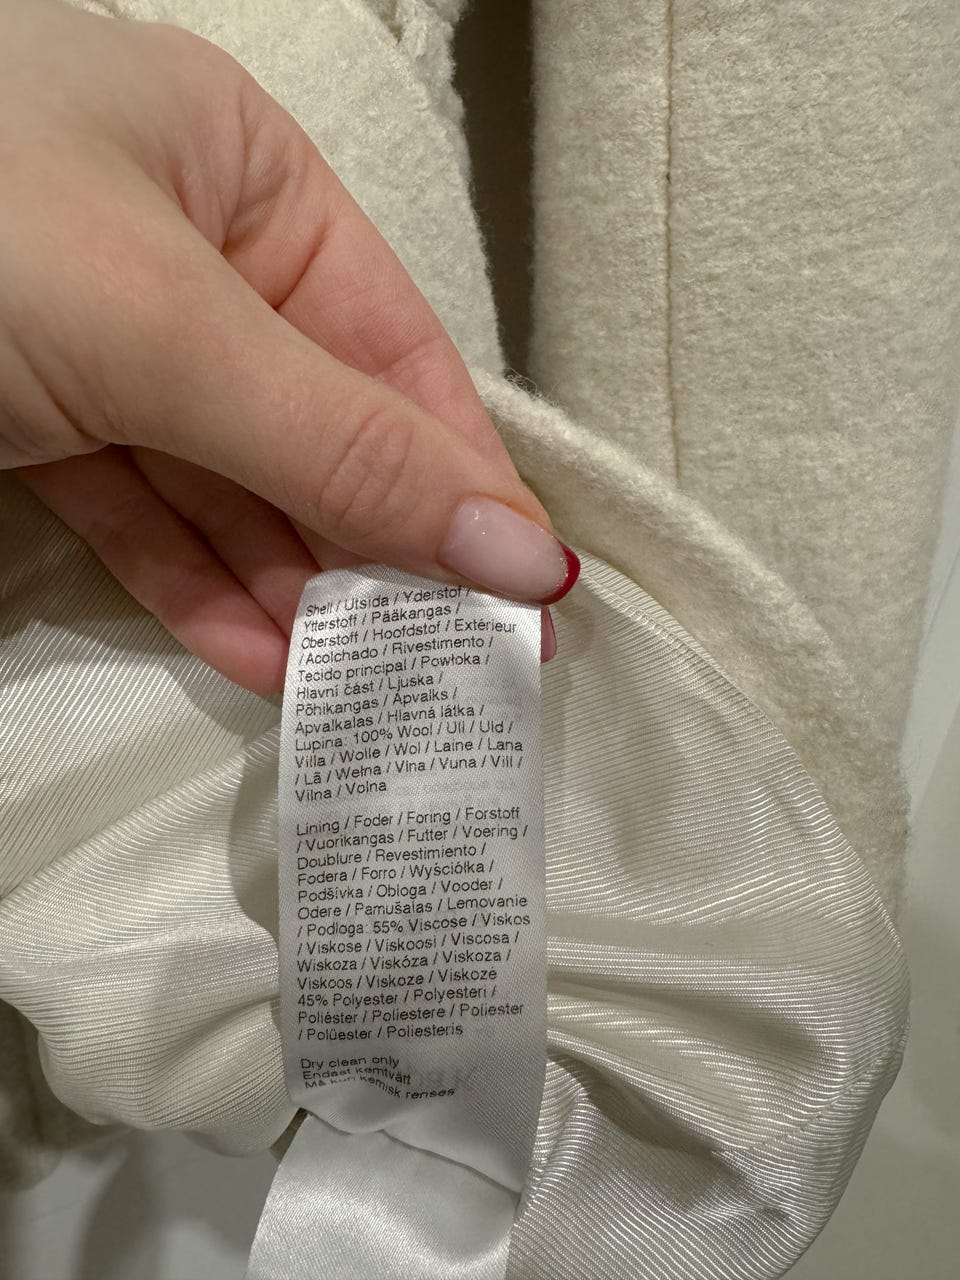 Shell / Utsida / Yderstof /
Ytterstoff / Pääkangas /
Oberstoff / Hoofdstof / Extérieur
/ Acolchado / Rivestimento /
Tecido principal / Powłoka /
Hlavní část / Ljuska /
Põhikangas / Apvalks /
Apvalkalas / Hlavná látka /
Lupina: 100% Wool / Ull / Uld /
Villa / Wolle / Wol / Laine / Lana
/ Lã / Wełna / Vlna / Vuna / Vill /
Vilna / Volna
Lining / Foder / Foring / Forstoff
/ Vuorikangas / Futter / Voering /
Doublure / Revestimiento /
Fodera / Forro / Wyściółka /
Podšívka / Obloga / Vooder /
Odere / Pamušalas / Lemovanie
/ Podloga: 55% Viscose / Viskos
/ Viskose / Viskoosi / Viscosa /
Wiskoza / Viskóza / Viskoza /
Viskoos / Viskoze / Viskozė
45% Polyester / Polyesteri /
Poliéster / Poliestere / Poliester
/ Polüester / Poliesteris
Dry clean only
Endast kemtvätt
Må kun kemisk renses